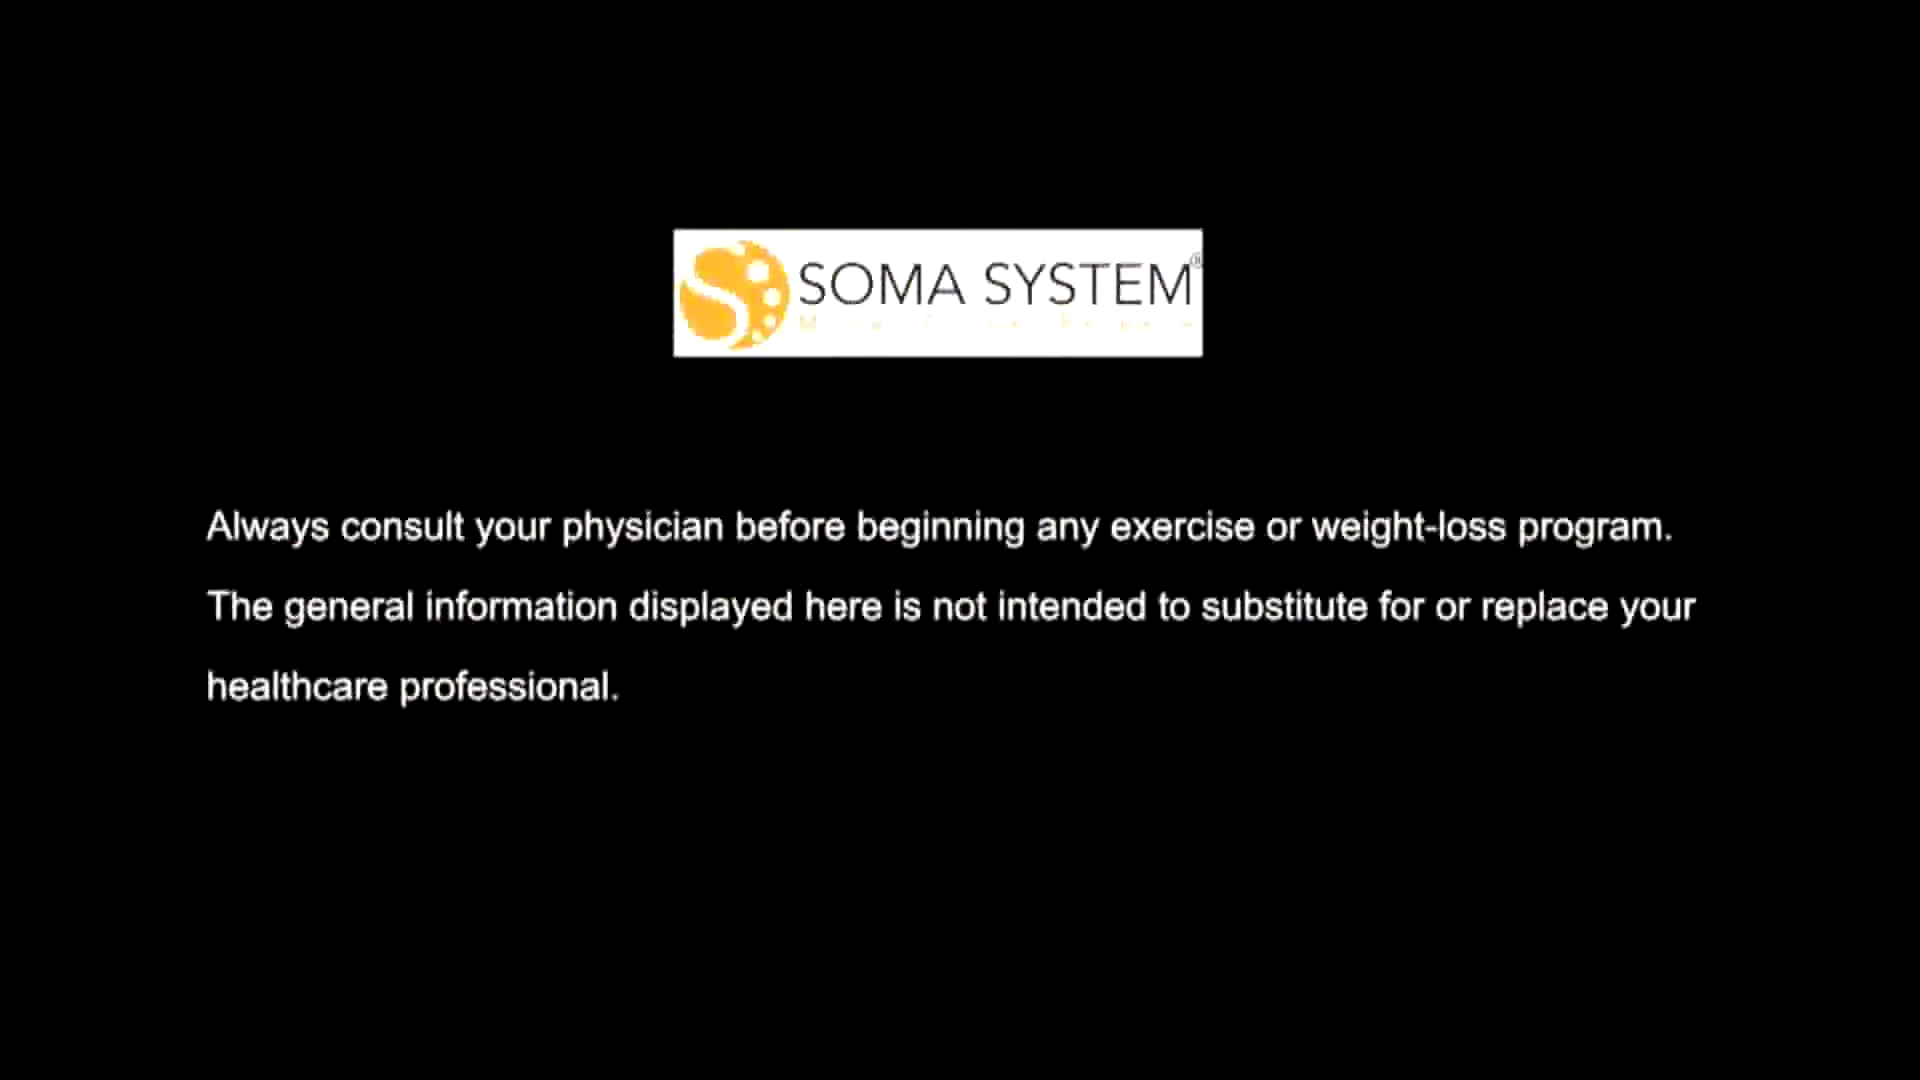 SOMA SYSTEM®
Always consult your physician before beginning any exercise or weight-loss program.
The general information displayed here is not intended to substitute for or replace your
healthcare professional.